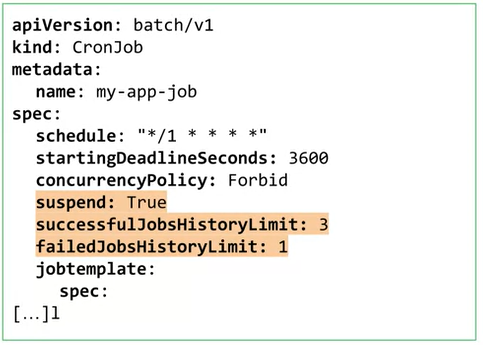 apiVersion: batch/v1
kind: CronJob
metadata:
  name: my-app-job
spec:
  schedule: "*/1 * * * *"
  startingDeadlineSeconds: 3600
  concurrencyPolicy: Forbid
  suspend: True
  successfulJobsHistoryLimit: 3
  failedJobsHistoryLimit: 1
  jobtemplate:
    spec:
[...]l